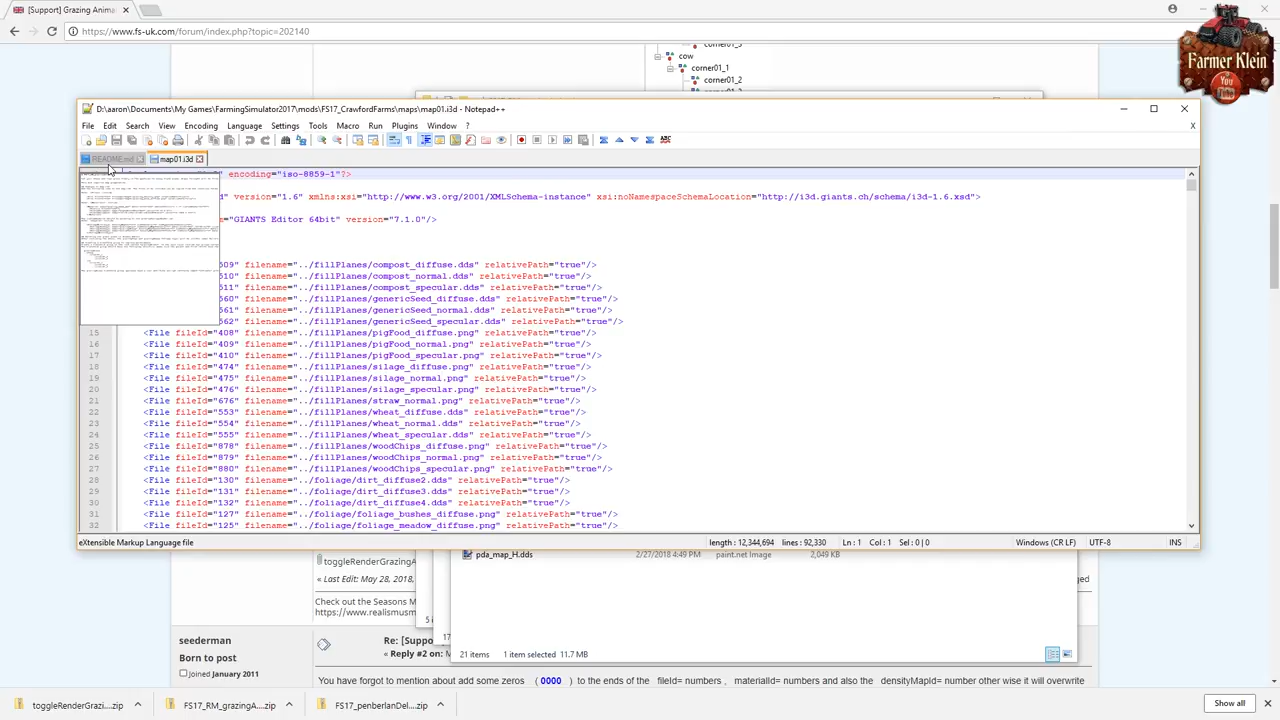 [Support] Grazing Anima
https://www.fs-uk.com/forum/index.php?topic=202140
Farmer Klein
You Tube
corner01_3
cow
corner01_1
corner01_2
D:\aaron\Documents\My Games\FarmingSimulator2017\mods\FS17_CrawfordFarms\maps\map01.i3d - Notepad++
File Edit Search View Encoding Language Settings Tools Macro Run Plugins Window ? X
README.md map01.i3d
encoding="iso-8859-1"?>
version="1.6" xmlns:xsi="http://www.w3.org/2001/XMLSchema-instance" xsi:noNamespaceSchemaLocation="http://i3d.giants.ch/schema/i3d-1.6.xsd">
="GIANTS Editor 64bit" version="7.1.0"/>
509" filename="../fillPlanes/compost_diffuse.dds" relativePath="true"/>
510" filename="../fillPlanes/compost_normal.dds" relativePath="true"/>
511" filename="../fillPlanes/compost_specular.dds" relativePath="true"/>
560" filename="../fillPlanes/genericSeed_diffuse.dds" relativePath="true"/>
561" filename="../fillPlanes/genericSeed_normal.dds" relativePath="true"/>
562" filename="../fillPlanes/genericSeed_specular.dds" relativePath="true"/>
15 <File fileId="408" filename="../fillPlanes/pigFood_diffuse.png" relativePath="true"/>
16 <File fileId="409" filename="../fillPlanes/pigFood_normal.png" relativePath="true"/>
17 <File fileId="410" filename="../fillPlanes/pigFood_specular.png" relativePath="true"/>
18 <File fileId="474" filename="../fillPlanes/silage_diffuse.png" relativePath="true"/>
19 <File fileId="475" filename="../fillPlanes/silage_normal.png" relativePath="true"/>
20 <File fileId="476" filename="../fillPlanes/silage_specular.png" relativePath="true"/>
21 <File fileId="676" filename="../fillPlanes/straw_normal.png" relativePath="true"/>
22 <File fileId="553" filename="../fillPlanes/wheat_diffuse.dds" relativePath="true"/>
23 <File fileId="554" filename="../fillPlanes/wheat_normal.dds" relativePath="true"/>
24 <File fileId="555" filename="../fillPlanes/wheat_specular.dds" relativePath="true"/>
25 <File fileId="878" filename="../fillPlanes/woodChips_diffuse.png" relativePath="true"/>
26 <File fileId="879" filename="../fillPlanes/woodChips_normal.png" relativePath="true"/>
27 <File fileId="880" filename="../fillPlanes/woodChips_specular.png" relativePath="true"/>
28 <File fileId="130" filename="../foliage/dirt_diffuse2.dds" relativePath="true"/>
29 <File fileId="131" filename="../foliage/dirt_diffuse3.dds" relativePath="true"/>
30 <File fileId="132" filename="../foliage/dirt_diffuse4.dds" relativePath="true"/>
31 <File fileId="127" filename="../foliage/foliage_bushes_diffuse.png" relativePath="true"/>
32 <File fileId="125" filename="../foliage/foliage_meadow_diffuse.png" relativePath="true"/>
eXtensible Markup Language file length : 12,344,694 lines : 92,330 Ln : 1 Col : 1 Sel : 0 | 0 Windows (CR LF) UTF-8 INS
pda_map_H.dds 2/27/2018 4:49 PM paint.net Image 2,049 KB
toggleRenderGrazingA
« Last Edit: May 28, 2018,
Check out the Seasons M
https://www.realismusm
seederman
Born to post
Joined January 2011
Re: [Suppo
« Reply #2 on:
21 items 1 item selected 11.7 MB
You have forgot to mention about add some zeros ( 0000 ) to the ends of the fileId= numbers , materialId= numbers and also the densityMapId= number other wise it will overwrite
toggleRenderGrazi....zip FS17_RM_grazingA....zip FS17_penberlanDel....zip Show all